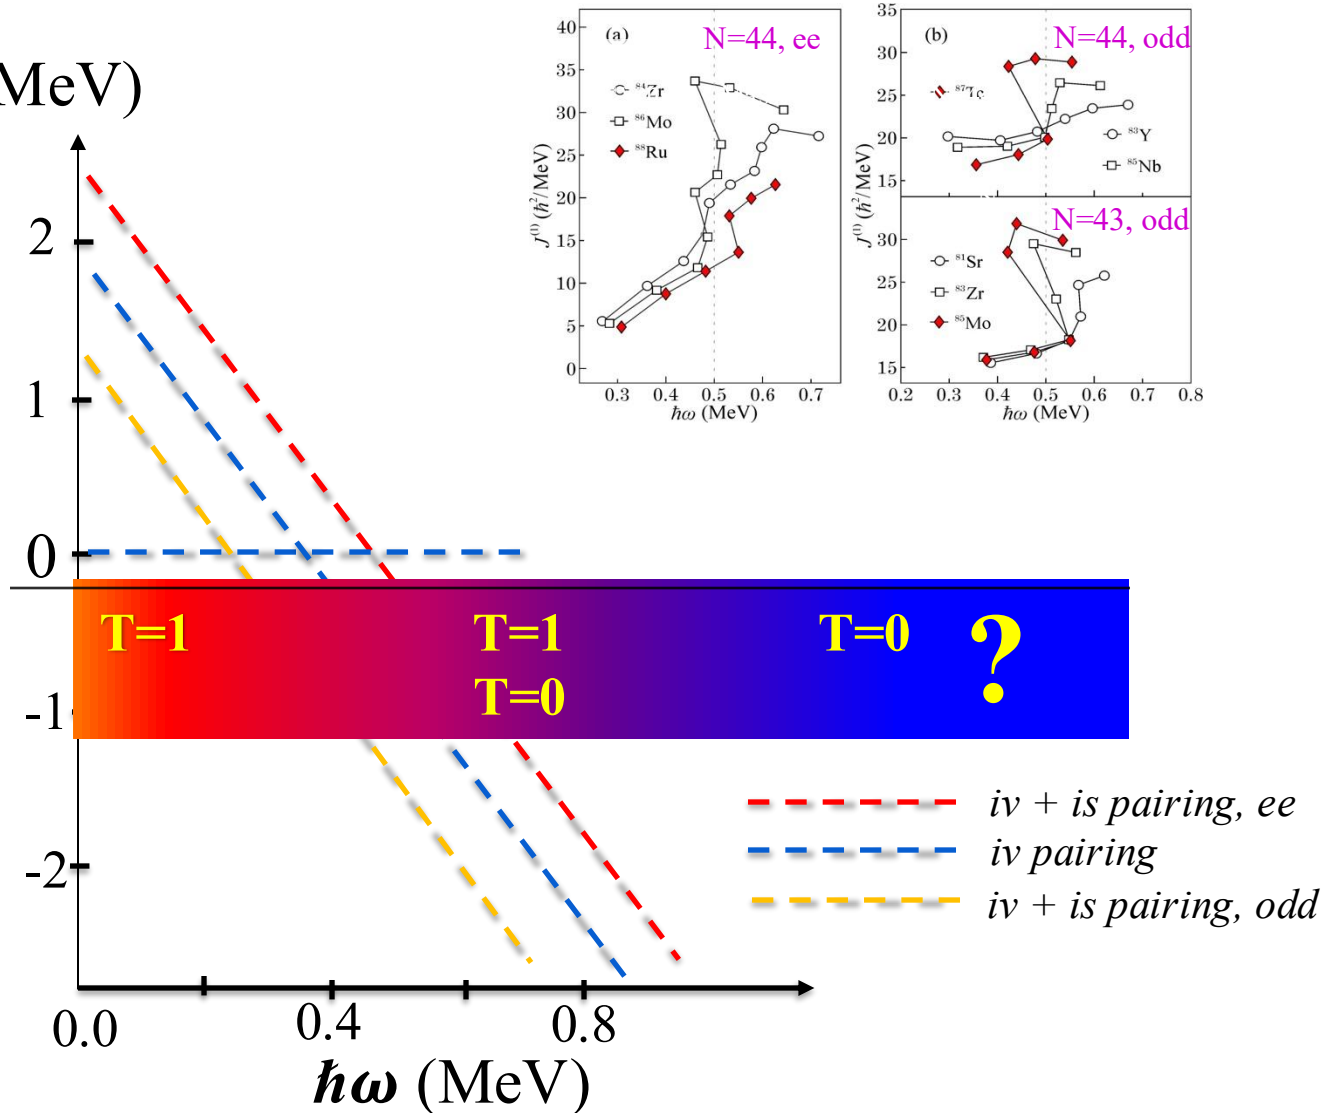 MeV)
2
1
0
-1
-2
0.0
0.4
0.8
ħω (MeV)
T=1
T=1
T=0
T=0
?
iv + is pairing, ee
iv pairing
iv + is pairing, odd
(a)
N=44, ee
⁸⁴Zr
⁸⁶Mo
⁸⁸Ru
J⁽¹⁾ (ħ²/MeV)
40
35
30
25
20
15
10
5
0
0.3
0.4
0.5
0.6
0.7
ħω (MeV)
(b)
N=44, odd
⁸⁷Tc
⁸³Y
⁸⁵Nb
35
30
25
20
15
J⁽¹⁾ (ħ²/MeV)
N=43, odd
⁸¹Sr
⁸³Zr
⁸⁵Mo
30
25
20
15
0.2
0.3
0.4
0.5
0.6
0.7
0.8
ħω (MeV)